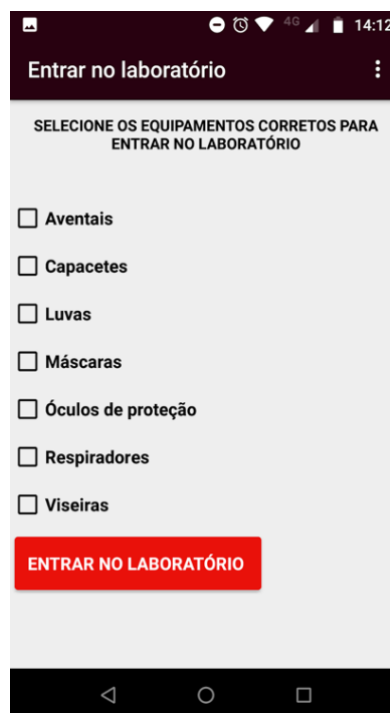 4G 14:12
Entrar no laboratório
SELECIONE OS EQUIPAMENTOS CORRETOS PARA
ENTRAR NO LABORATÓRIO
Aventais
Capacetes
Luvas
Máscaras
Óculos de proteção
Respiradores
Viseiras
ENTRAR NO LABORATÓRIO